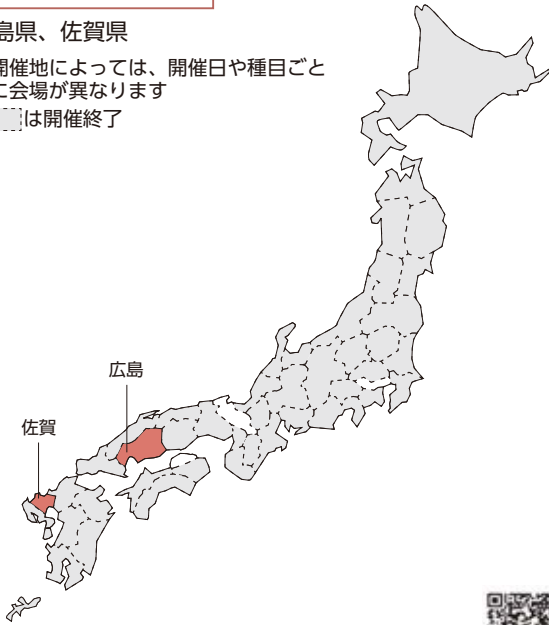 島県、佐賀県
開催地によっては、開催日や種目ごと
に会場が異なります
は開催終了
広島
佐賀